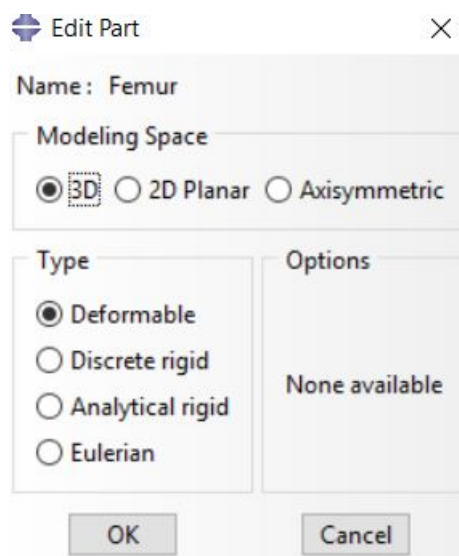 Edit Part
Name: Femur
Modeling Space
3D 2D Planar Axisymmetric
Type
Deformable
Discrete rigid
Analytical rigid
Eulerian
Options
None available
OK Cancel